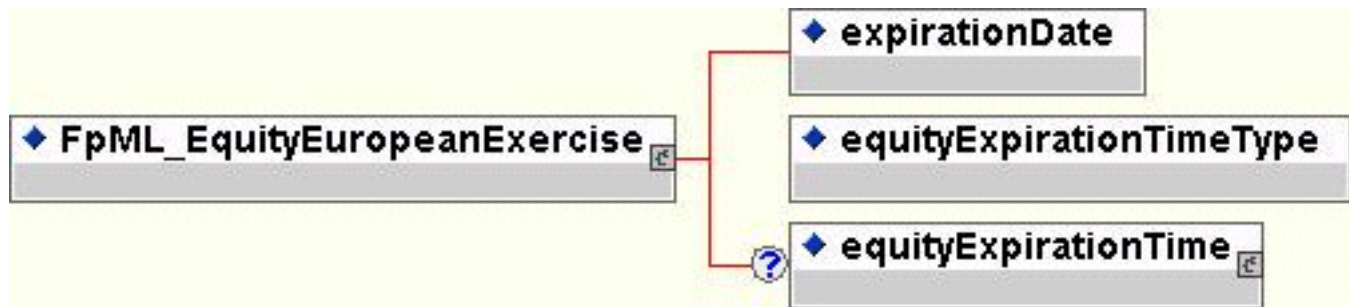 expirationDate
FpML_EquityEuropeanExercise
equityExpirationTimeType
?
equityExpirationTime